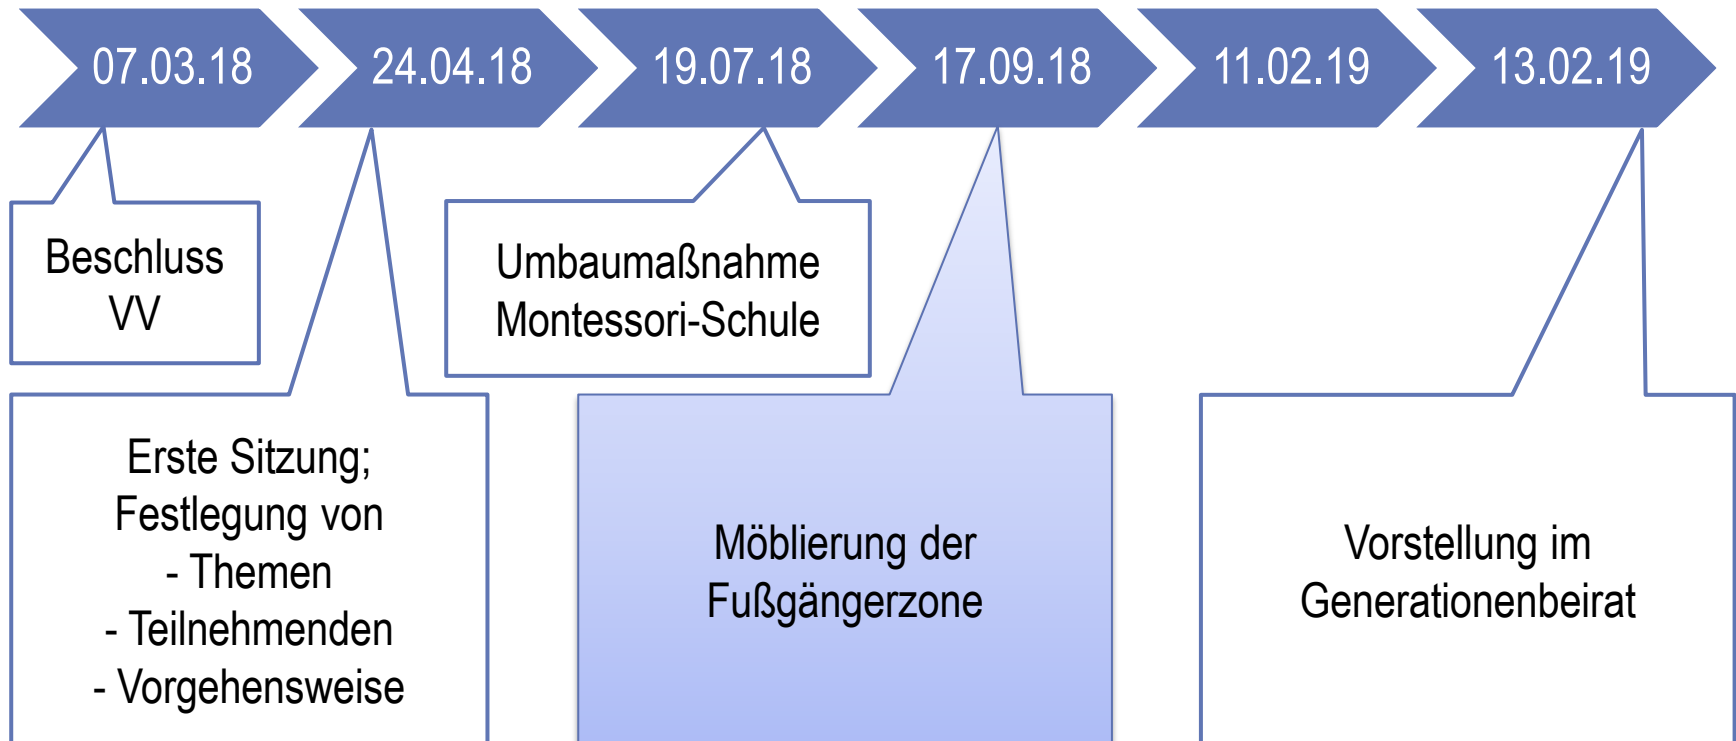 07.03.18
24.04.18
19.07.18
17.09.18
11.02.19
13.02.19
Beschluss
VV
Erste Sitzung;
Festlegung von
- Themen
- Teilnehmenden
- Vorgehensweise
Umbaumaßnahme
Montessori-Schule
Möblierung der
Fußgängerzone
Vorstellung im
Generationenbeirat